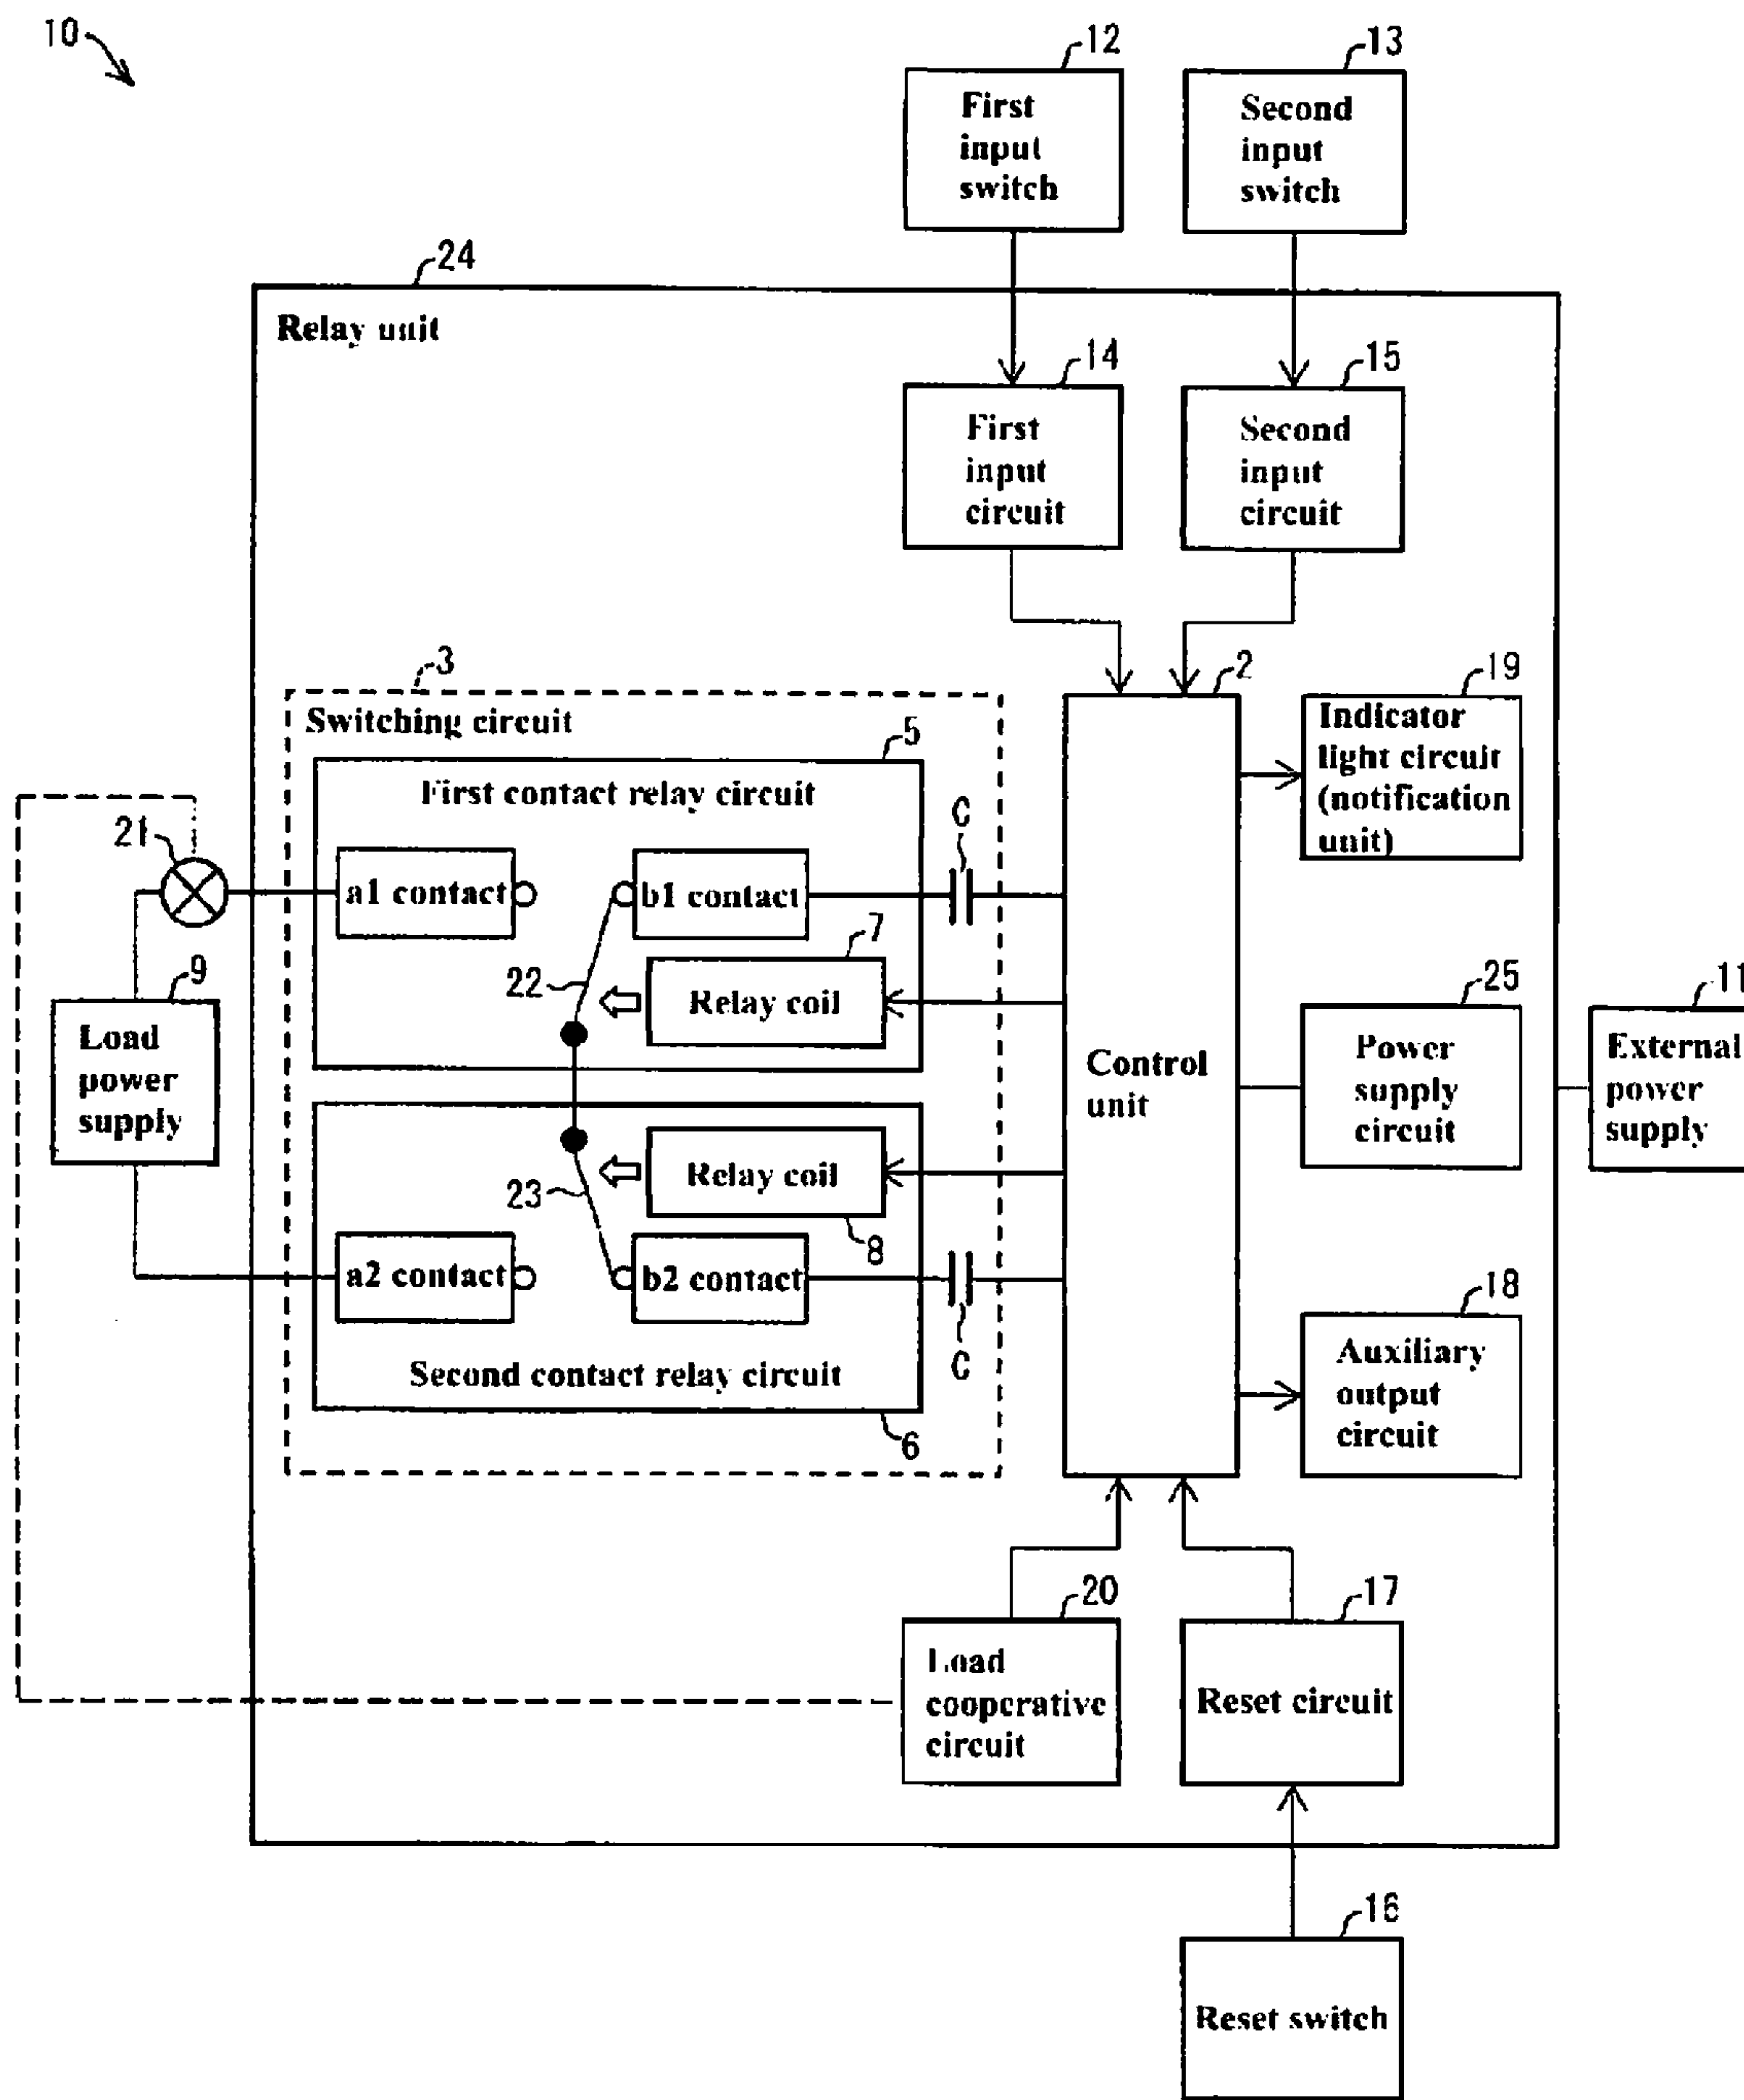 10
12
13
First
input
switch
Second
input
switch
24
Relay unit
14
15
First
input
circuit
Second
input
circuit
3
2
19
Switching circuit
5
Indicator
light circuit
(notification
unit)
First contact relay circuit
C
21
a1 contact
b1 contact
7
9
22
Relay coil
25
11
Load
power
supply
Control
unit
Power
supply
circuit
External
power
supply
23
Relay coil
8
18
a2 contact
b2 contact
C
Second contact relay circuit
6
Auxiliary
output
circuit
20
17
Load
cooperative
circuit
Reset circuit
16
Reset switch